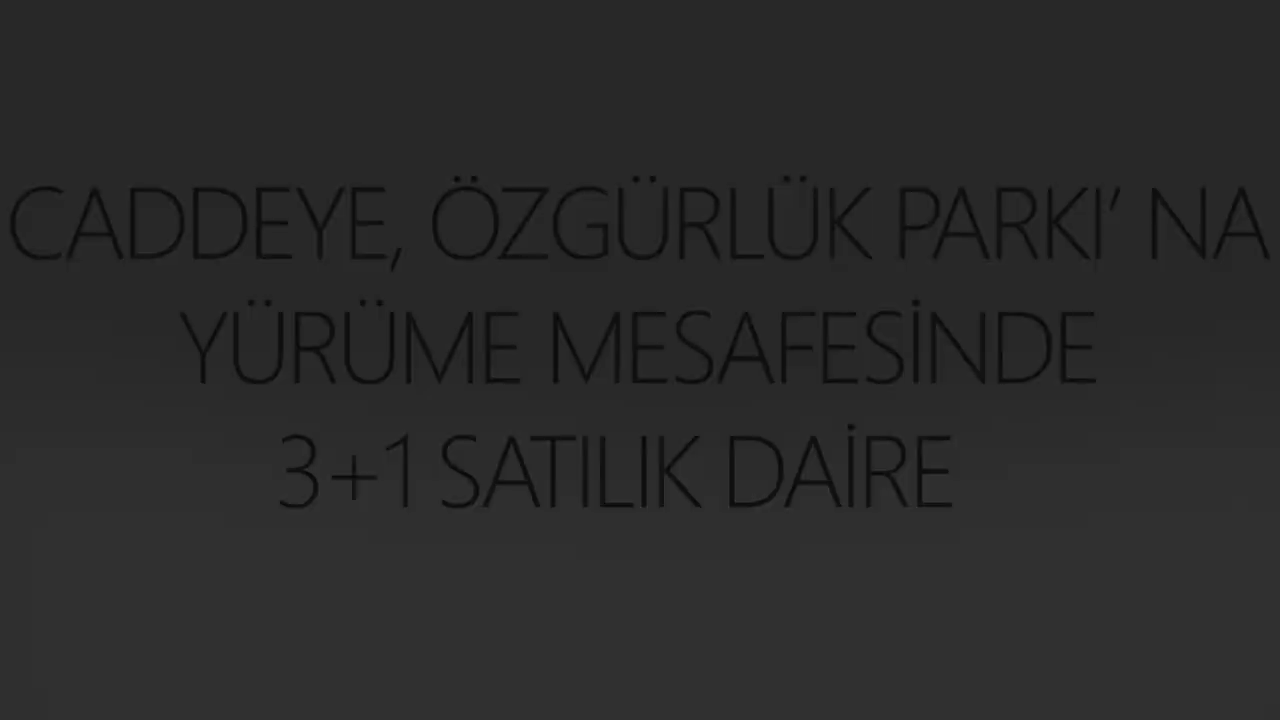 CADDEYE, ÖZGÜRLÜK PARKI’ NA
YÜRÜME MESAFESİNDE
3+1 SATILIK DAİRE